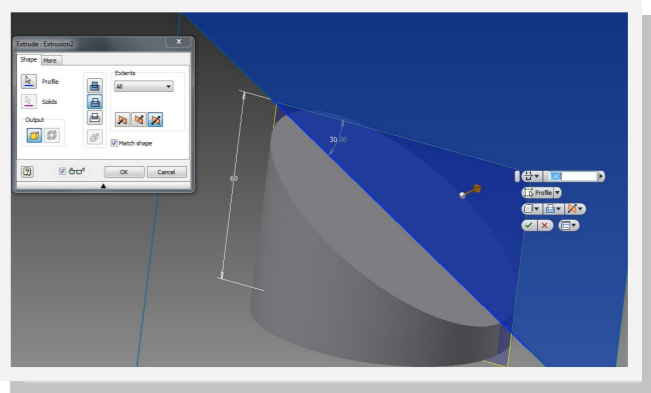 Extrude : Extrusion2
Shape More
Profile
Solids
Output
Extents
All
Match shape
OK Cancel
60
30.00
Profile